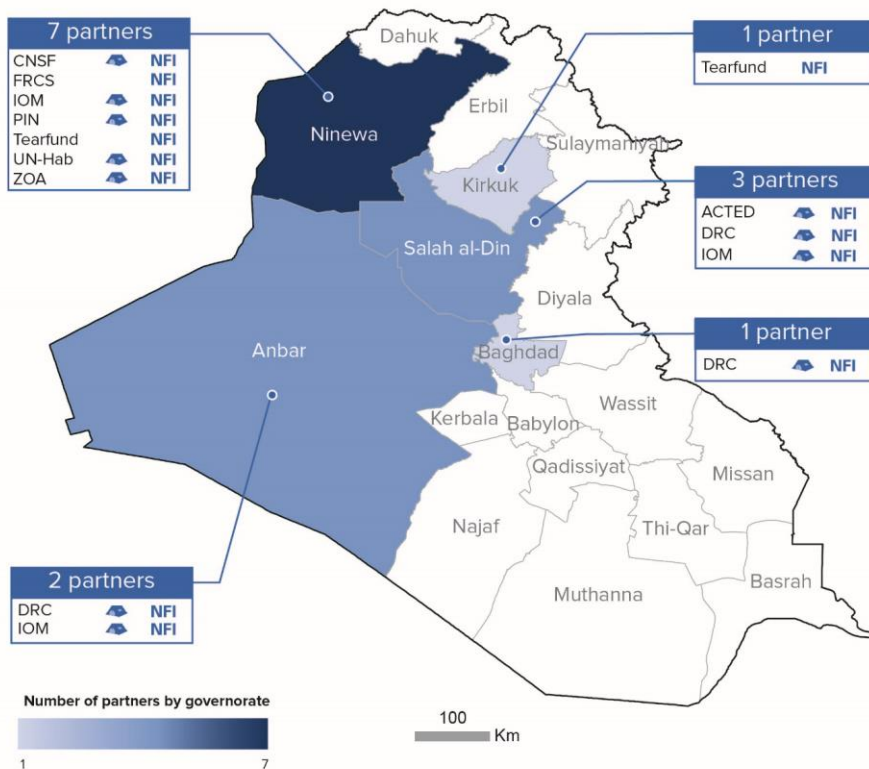 7 partners
CNSF NFI
FRCS NFI
IOM NFI
PIN NFI
Tearfund NFI
UN-Hab NFI
ZOA NFI
1 partner
Tearfund NFI
3 partners
ACTED NFI
DRC NFI
IOM NFI
1 partner
DRC NFI
2 partners
DRC NFI
IOM NFI
Dahuk
Erbil
Ninewa
Sulaymaniyah
Kirkuk
Salah al-Din
Diyala
Anbar
Baghdad
Wassit
Kerbala
Babylon
Qadissiyat
Missan
Najaf
Thi-Qar
Basrah
Muthanna
Number of partners by governorate
1 7
100
Km